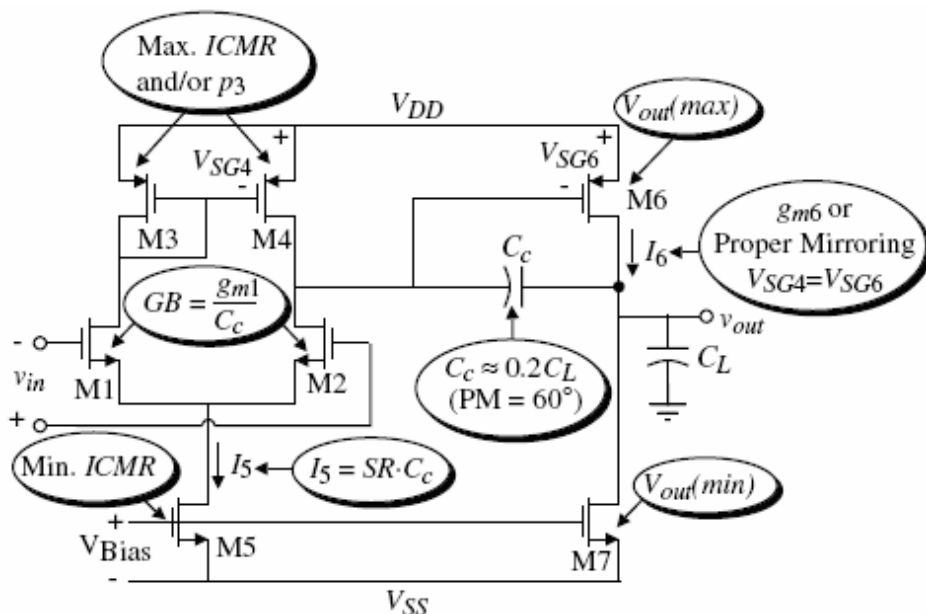 Max. ICMR
and/or p3
VDD
Vout(max)
+
+
VSG4
-
VSG6
-
M6
M3
M4
Cc
I6
gm6 or
Proper Mirroring
VSG4=VSG6
GB = gm1
Cc
-
vin
+
M1
M2
Cc ≈ 0.2CL
(PM = 60°)
vout
CL
Min. ICMR
I5
I5 = SR·Cc
Vout(min)
+
VBias
-
M5
M7
VSS